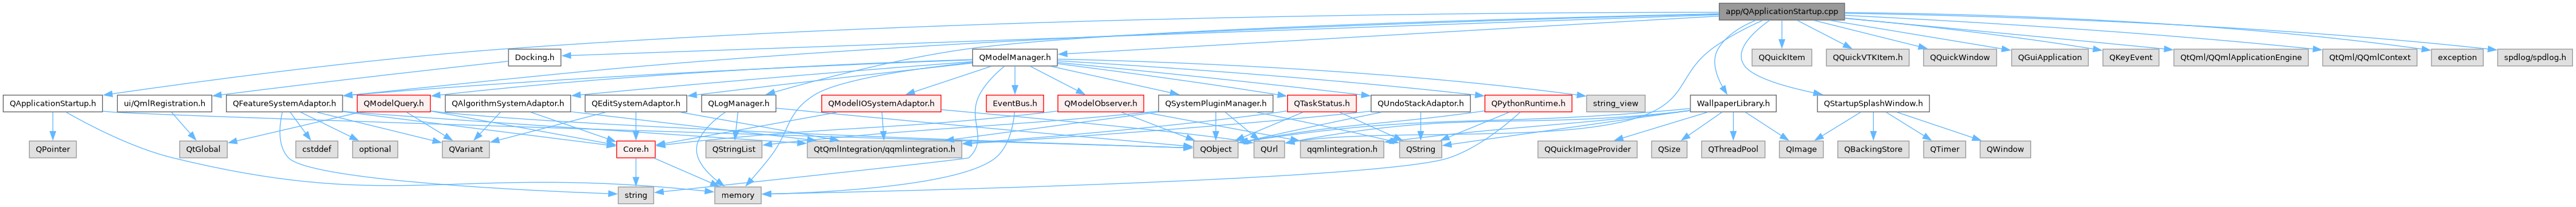 app/QApplicationStartup.cpp
Docking.h
QModelManager.h
QQuickItem
QQuickVTKItem.h
QQuickWindow
QGuiApplication
QKeyEvent
QtQml/QQmlApplicationEngine
QtQml/QQmlContext
exception
spdlog/spdlog.h
QApplicationStartup.h
ui/QmlRegistration.h
QFeatureSystemAdaptor.h
QModelQuery.h
QAlgorithmSystemAdaptor.h
QEditSystemAdaptor.h
QLogManager.h
QModelIOSystemAdaptor.h
EventBus.h
QModelObserver.h
QSystemPluginManager.h
QTaskStatus.h
QUndoStackAdaptor.h
QPythonRuntime.h
string_view
WallpaperLibrary.h
QStartupSplashWindow.h
QPointer
QtGlobal
cstddef
optional
QVariant
Core.h
QStringList
QtQmlIntegration/qqmlintegration.h
QObject
QUrl
qqmlintegration.h
QString
QQuickImageProvider
QSize
QThreadPool
QImage
QBackingStore
QTimer
QWindow
string
memory